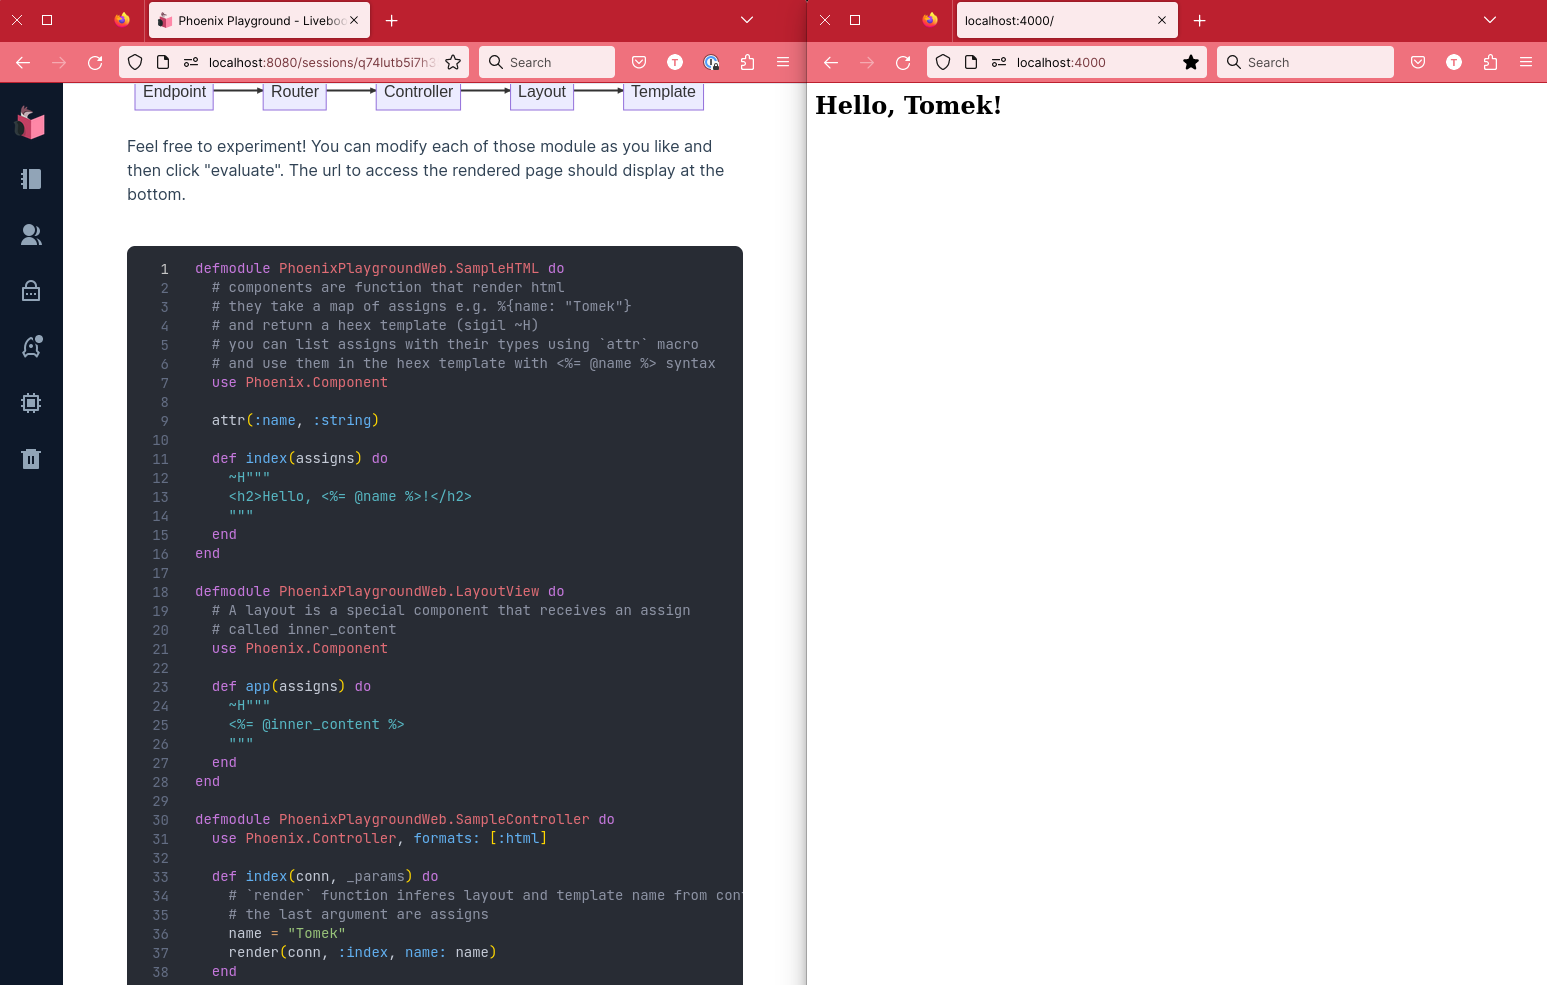 Phoenix Playground - Livebo
localhost:8080/sessions/q74lutb5i7h3
Search
T
Endpoint
Router
Controller
Layout
Template
Feel free to experiment! You can modify each of those module as you like and
then click "evaluate". The url to access the rendered page should display at the
bottom.
1 defmodule PhoenixPlaygroundWeb.SampleHTML do
2 # components are function that render html
3 # they take a map of assigns e.g. %{name: "Tomek"}
4 # and return a heex template (sigil ~H)
5 # you can list assigns with their types using `attr` macro
6 # and use them in the heex template with <%= @name %> syntax
7 use Phoenix.Component
8
9 attr(:name, :string)
10
11 def index(assigns) do
12 ~H"""
13 <h2>Hello, <%= @name %>!</h2>
14 """
15 end
16 end
17
18 defmodule PhoenixPlaygroundWeb.LayoutView do
19 # A layout is a special component that receives an assign
20 # called inner_content
21 use Phoenix.Component
22
23 def app(assigns) do
24 ~H"""
25 <%= @inner_content %>
26 """
27 end
28 end
29
30 defmodule PhoenixPlaygroundWeb.SampleController do
31 use Phoenix.Controller, formats: [:html]
32
33 def index(conn, _params) do
34 # `render` function inferes layout and template name from con
35 # the last argument are assigns
36 name = "Tomek"
37 render(conn, :index, name: name)
38 end
localhost:4000/
localhost:4000
Search
T
Hello, Tomek!